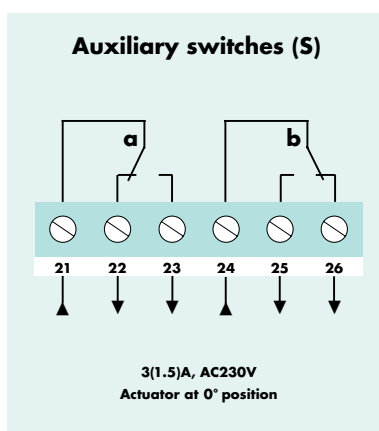 Auxiliary switches (S)
a b
21 22 23 24 25 26
3(1.5)A, AC230V
Actuator at 0° position